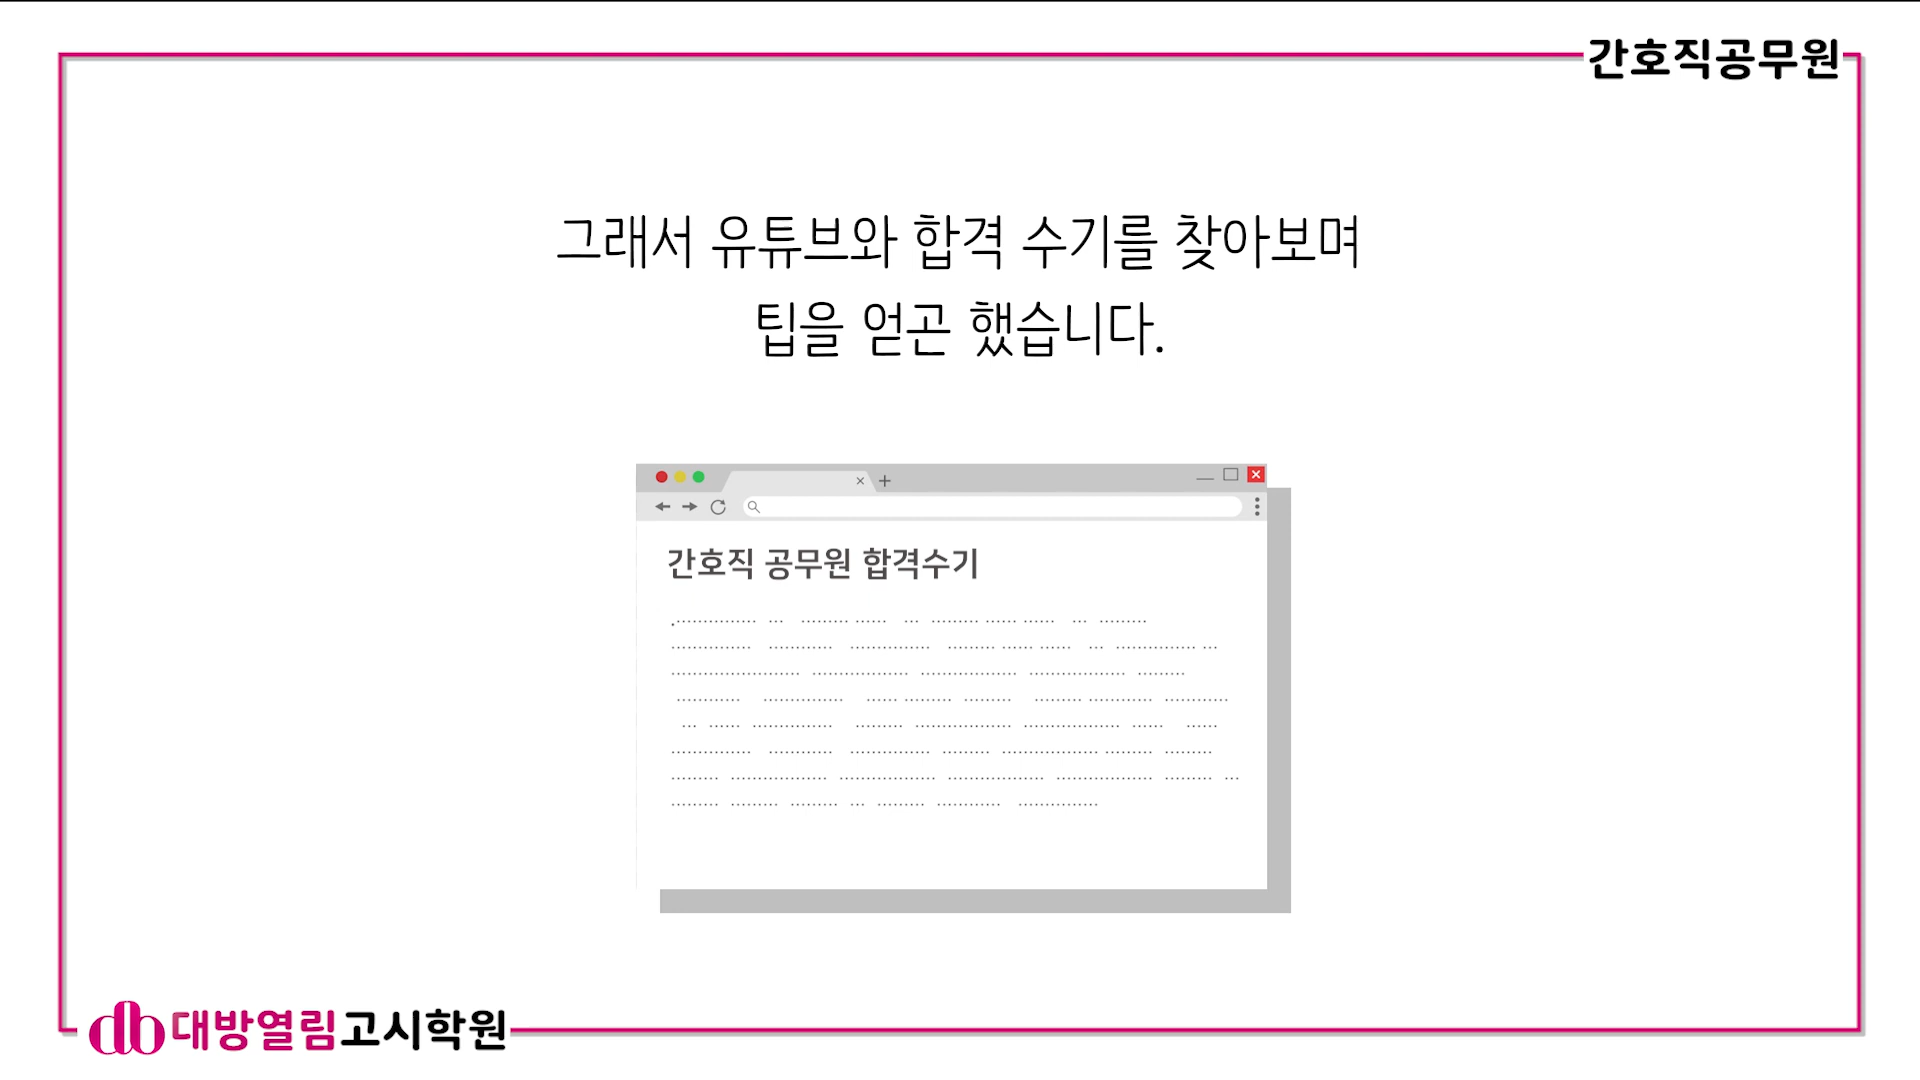 간호직공무원
그래서 유튜브와 합격 수기를 찾아보며
팁을 얻곤 했습니다.
간호직 공무원 합격수기
db대방열림고시학원